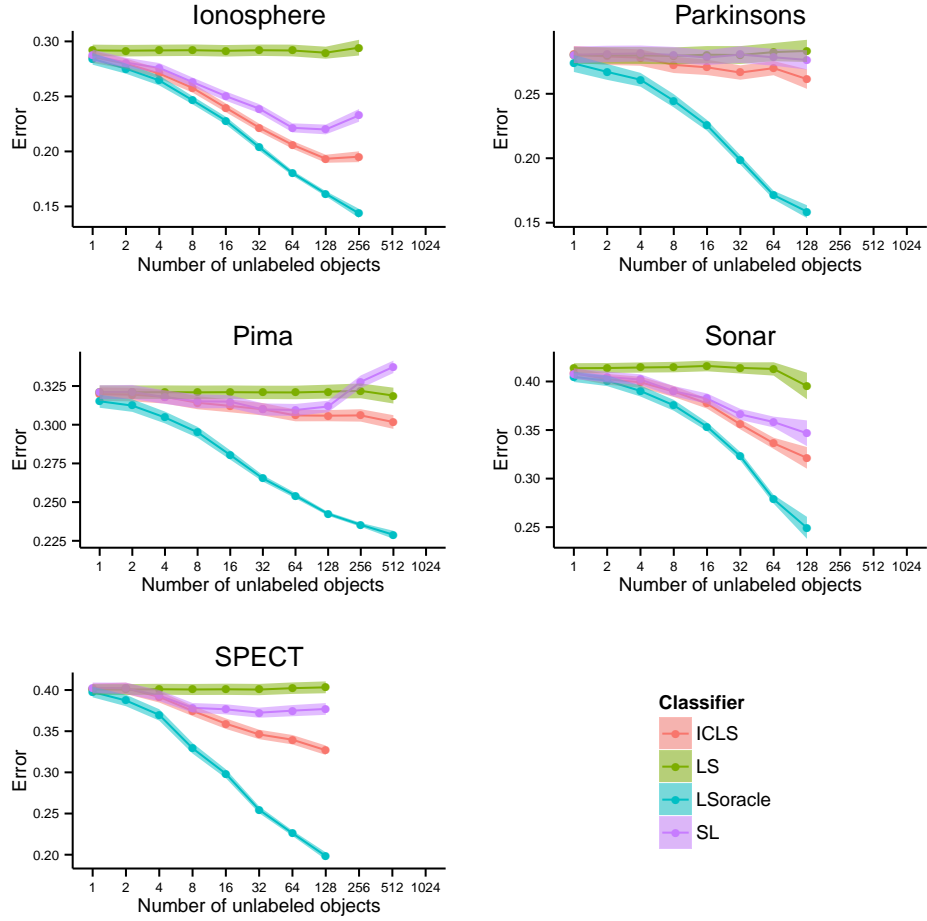 Ionosphere
Error
0.30
0.25
0.20
0.15
1 2 4 8 16 32 64 128 256 512 1024
Number of unlabeled objects
Parkinsons
Error
0.25
0.20
0.15
1 2 4 8 16 32 64 128 256 512 1024
Number of unlabeled objects
Pima
Error
0.325
0.300
0.275
0.250
0.225
1 2 4 8 16 32 64 128 256 512 1024
Number of unlabeled objects
Sonar
Error
0.40
0.35
0.30
0.25
1 2 4 8 16 32 64 128 256 512 1024
Number of unlabeled objects
SPECT
Error
0.40
0.35
0.30
0.25
0.20
1 2 4 8 16 32 64 128 256 512 1024
Number of unlabeled objects
Classifier
ICLS
LS
LSoracle
SL